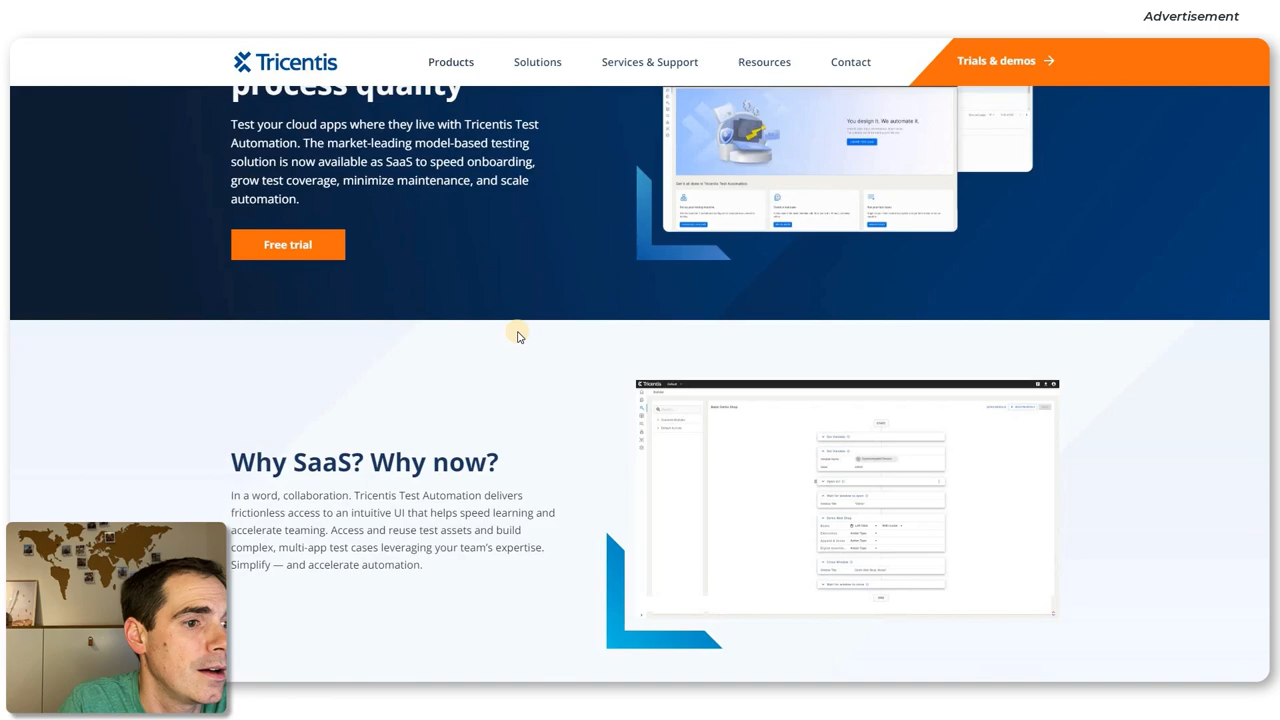 Advertisement
Tricentis
Products
Solutions
Services & Support
Resources
Contact
Trials & demos
process quality
Test your cloud apps where they live with Tricentis Test
Automation. The market-leading model-based testing
solution is now available as SaaS to speed onboarding,
grow test coverage, minimize maintenance, and scale
automation.
Free trial
You design it. We automate it.
Why SaaS? Why now?
In a word, collaboration. Tricentis Test Automation delivers
frictionless access to an intuitive UI that helps speed learning and
accelerate teaming. Access and reuse test assets and build
complex, multi-app test cases leveraging your team's expertise.
Simplify — and accelerate automation.
Tricentis
START